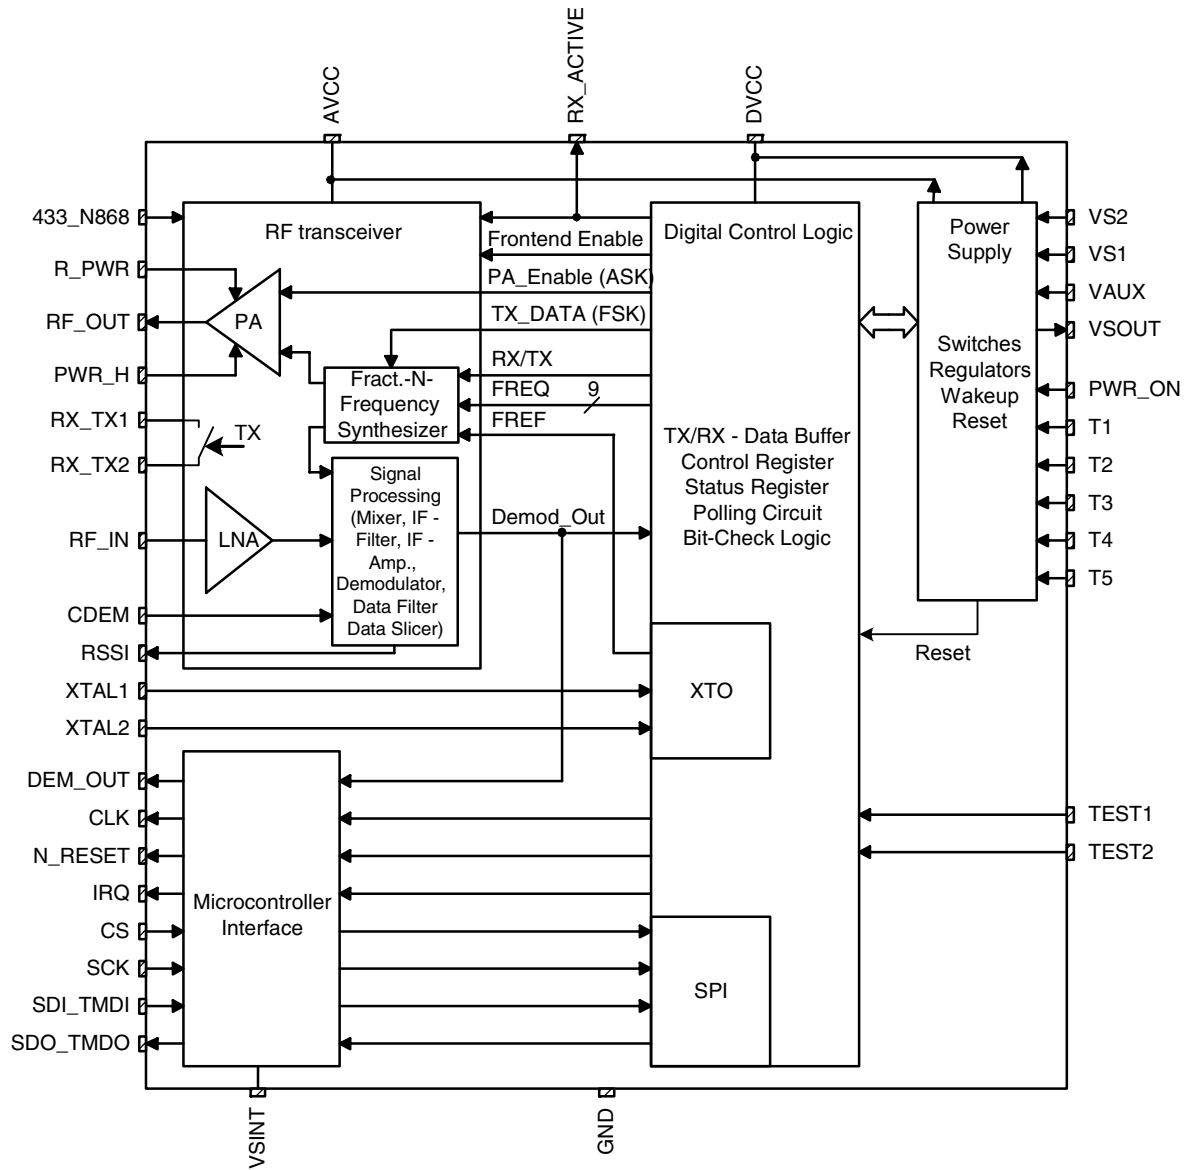 AVCC
RX_ACTIVE
DVCC
433_N868
R_PWR
RF_OUT
PWR_H
RX_TX1
RX_TX2
RF_IN
CDEM
RSSI
XTAL1
XTAL2
DEM_OUT
CLK
N_RESET
IRQ
CS
SCK
SDI_TMDI
SDO_TMDO
RF transceiver
PA
TX
LNA
Fract.-N-
Frequency
Synthesizer
Signal
Processing
(Mixer, IF -
Filter, IF -
Amp.,
Demodulator,
Data Filter
Data Slicer)
Frontend Enable
PA_Enable (ASK)
TX_DATA (FSK)
RX/TX
FREQ 9
FREF
Demod_Out
Digital Control Logic
TX/RX - Data Buffer
Control Register
Status Register
Polling Circuit
Bit-Check Logic
XTO
SPI
Microcontroller
Interface
Power
Supply
Switches
Regulators
Wakeup
Reset
Reset
VS2
VS1
VAUX
VSOUT
PWR_ON
T1
T2
T3
T4
T5
TEST1
TEST2
VSINT
GND